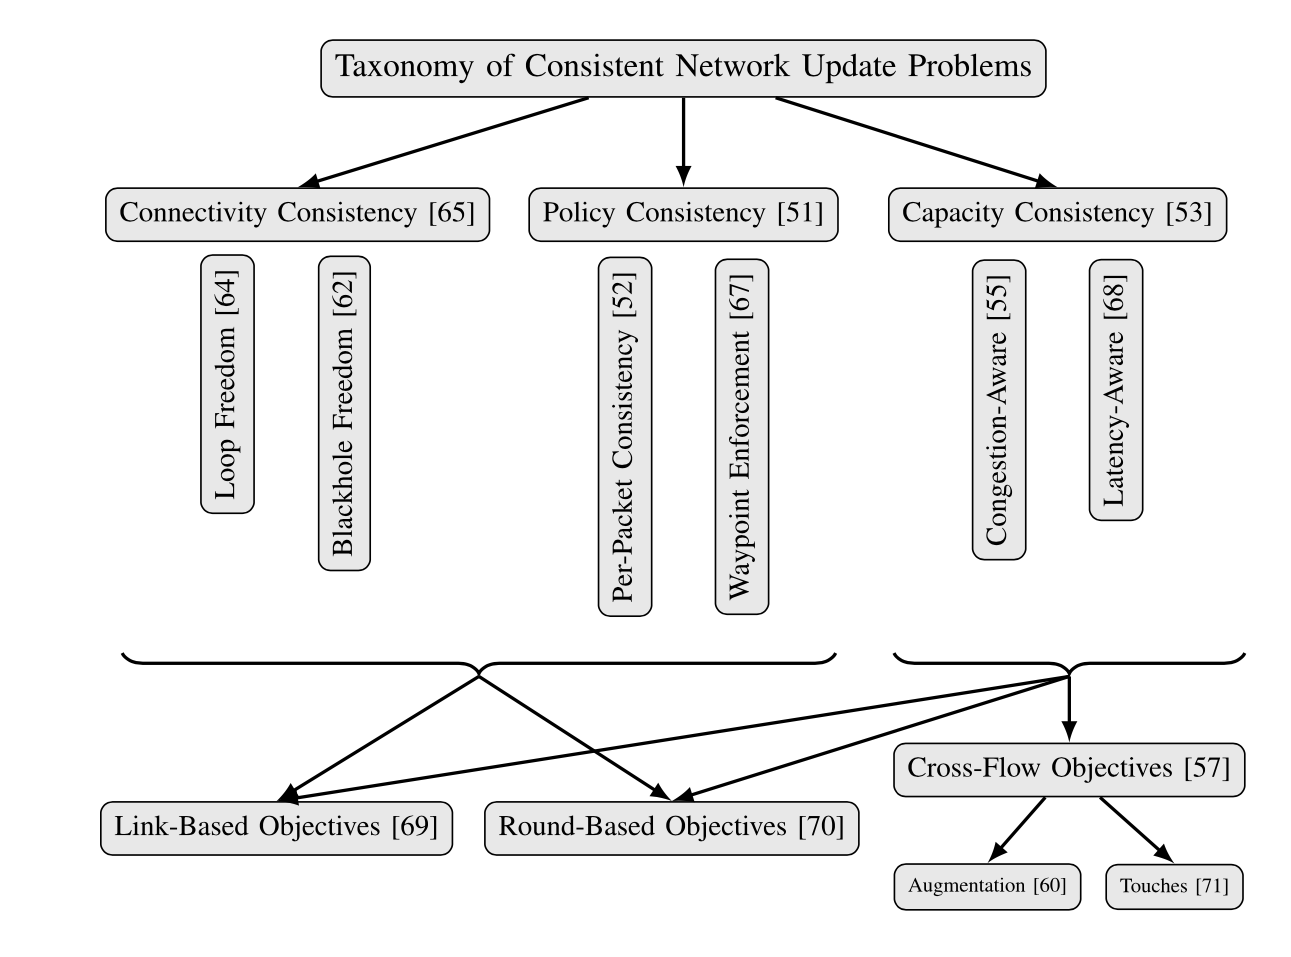 Taxonomy of Consistent Network Update Problems
Connectivity Consistency [65]
Policy Consistency [51]
Capacity Consistency [53]
Loop Freedom [64]
Blackhole Freedom [62]
Per-Packet Consistency [52]
Waypoint Enforcement [67]
Congestion-Aware [55]
Latency-Aware [68]
Cross-Flow Objectives [57]
Link-Based Objectives [69]
Round-Based Objectives [70]
Augmentation [60]
Touches [71]